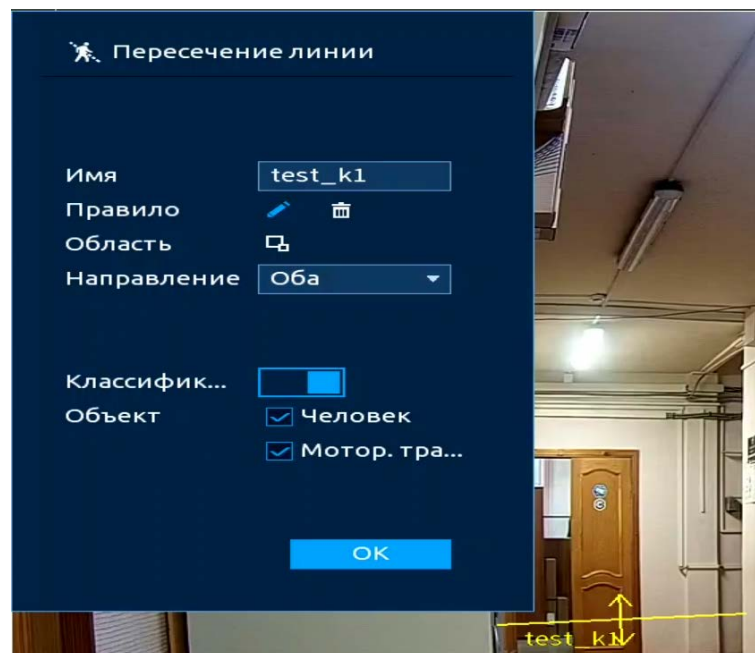 Пересечение линии
Имя test_k1
Правило
Область
Направление Оба
Классифик...
Объект Человек
Мотор. тра...
OK
test_k1